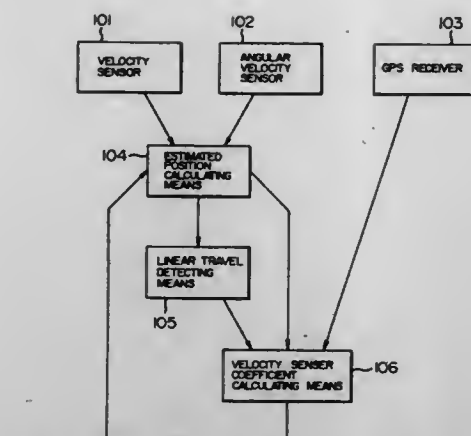 101
102
103
VELOCITY
SENSOR
ANGULAR
VELOCITY
SENSOR
GPS RECEIVER
104
ESTIMATED
POSITION
CALCULATING
MEANS
LINEAR TRAVEL
DETECTING
MEANS
105
VELOCITY SENSER
COEFFICIENT
CALCULATING MEANS
106